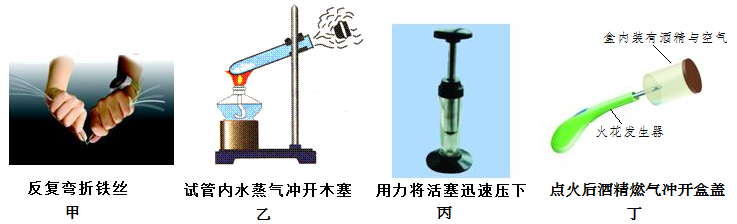 盒内装有酒精与空气
火花发生器
反复弯折铁丝
甲
试管内水蒸气冲开木塞
乙
用力将活塞迅速压下
丙
点火后酒精燃气冲开盒盖
丁